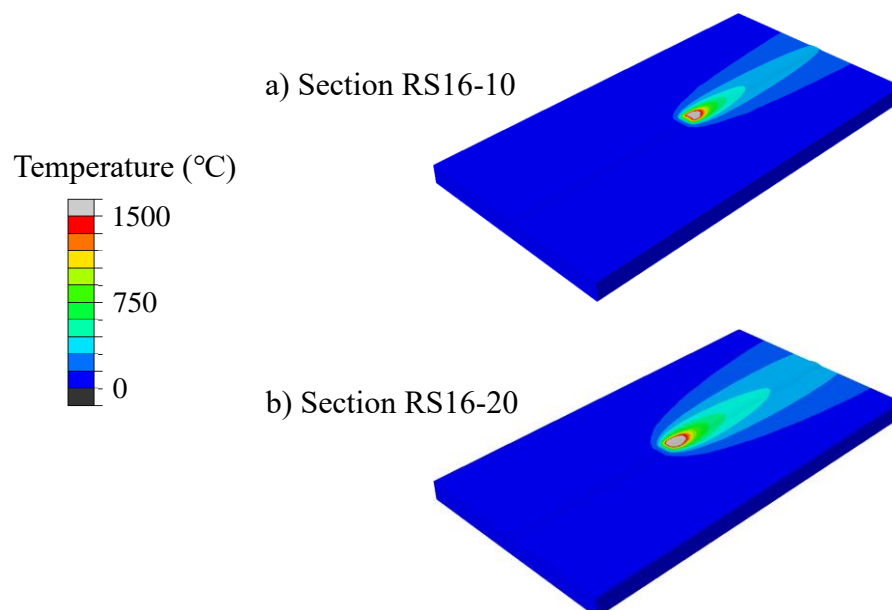 a) Section RS16-10
Temperature (°C)
1500
750
0
b) Section RS16-20